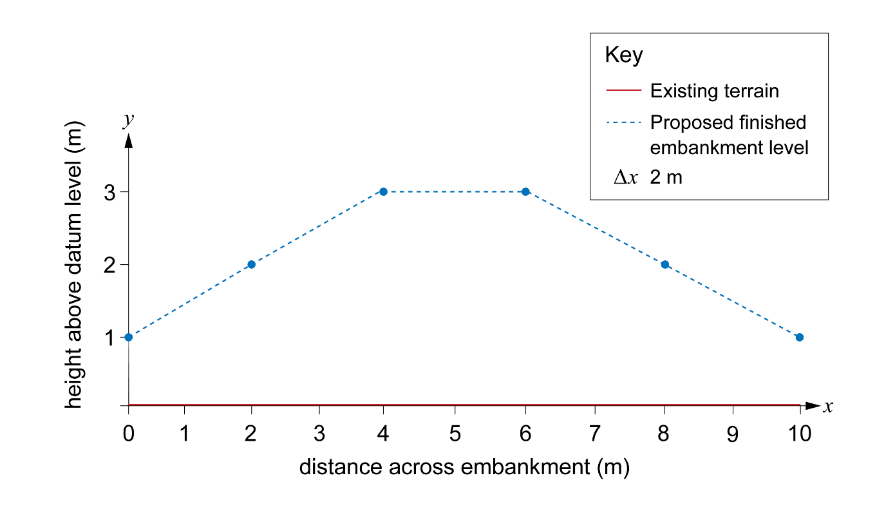 Key
Existing terrain
Proposed finished
embankment level
Δx 2 m
y
height above datum level (m)
3
2
1
x
0 1 2 3 4 5 6 7 8 9 10
distance across embankment (m)